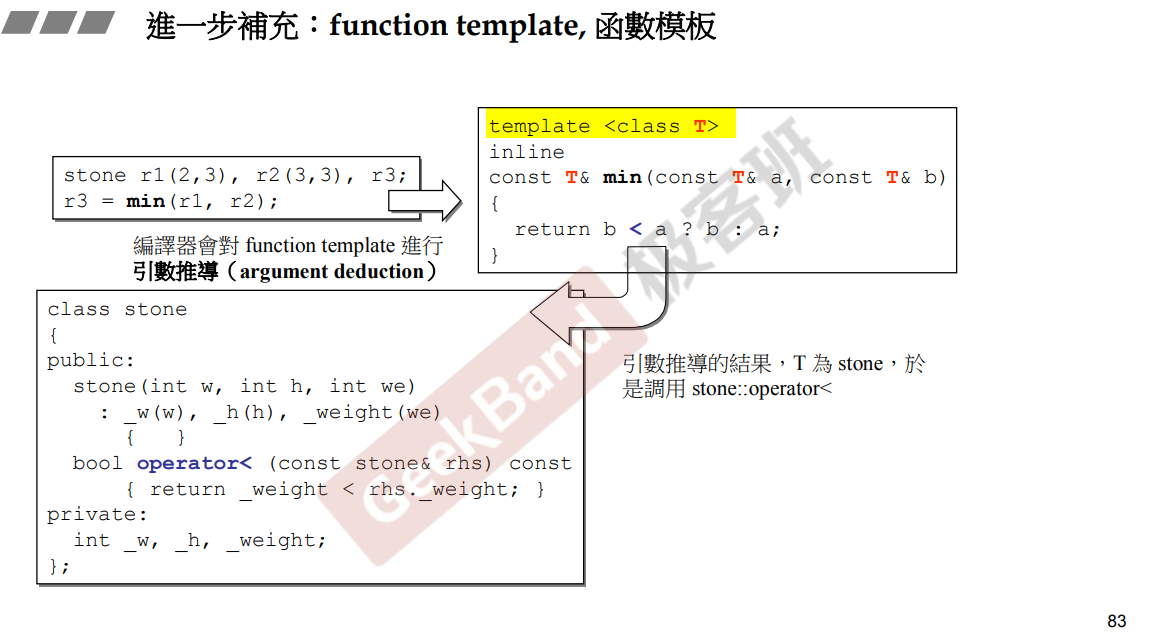 進一步補充：function template, 函數模板
stone r1(2,3), r2(3,3), r3;
r3 = min(r1, r2);
編譯器會對 function template 進行
引數推導（argument deduction）
template <class T>
inline
const T& min(const T& a, const T& b)
{
return b < a ? b : a;
}
class stone
{
public:
stone(int w, int h, int we)
: _w(w), _h(h), _weight(we)
{ }
bool operator< (const stone& rhs) const
{ return _weight < rhs._weight; }
private:
int _w, _h, _weight;
};
引數推導的結果，T 為 stone，於
是調用 stone::operator<
GeekBand
极客班
83